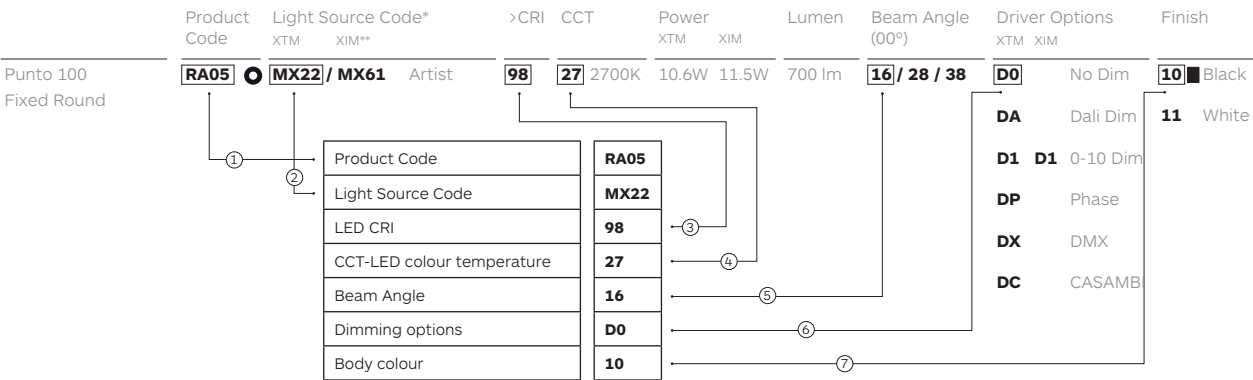 Product Light Source Code* >CRI CCT Power Lumen Beam Angle Driver Options Finish
Code XTM XIM** XTM XIM (00°) XTM XIM
Punto 100 RA05 MX22 / MX61 Artist 98 27 2700K 10.6W 11.5W 700 lm 16 / 28 / 38 D0 No Dim 10 Black
Fixed Round
DA Dali Dim 11 White
D1 D1 0-10 Dim
DP Phase
DX DMX
DC CASAMBI
1 Product Code RA05
2 Light Source Code MX22
LED CRI 98 3
CCT-LED colour temperature 27 4
Beam Angle 16 5
Dimming options D0 6
Body colour 10 7